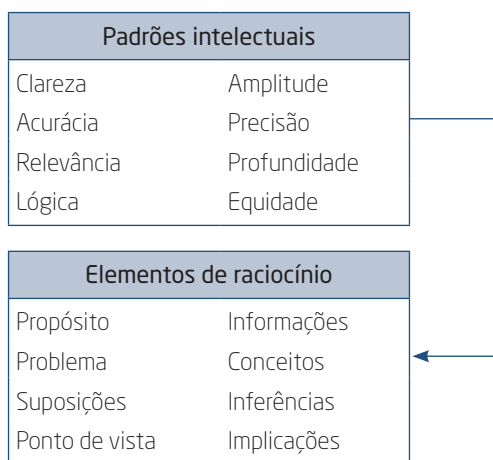 Padrões intelectuais
Clareza Amplitude
Acurácia Precisão
Relevância Profundidade
Lógica Equidade
Elementos de raciocínio
Propósito Informações
Problema Conceitos
Suposições Inferências
Ponto de vista Implicações